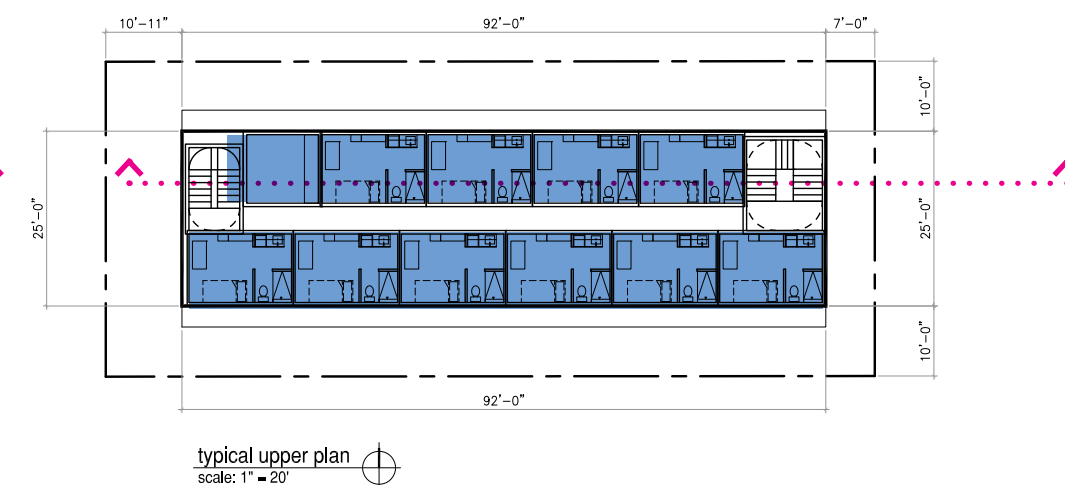 10'-11" 92'-0" 7'-0"
10'-0"
25'-0" 25'-0"
10'-0"
92'-0"
typical upper plan
scale: 1" = 20'